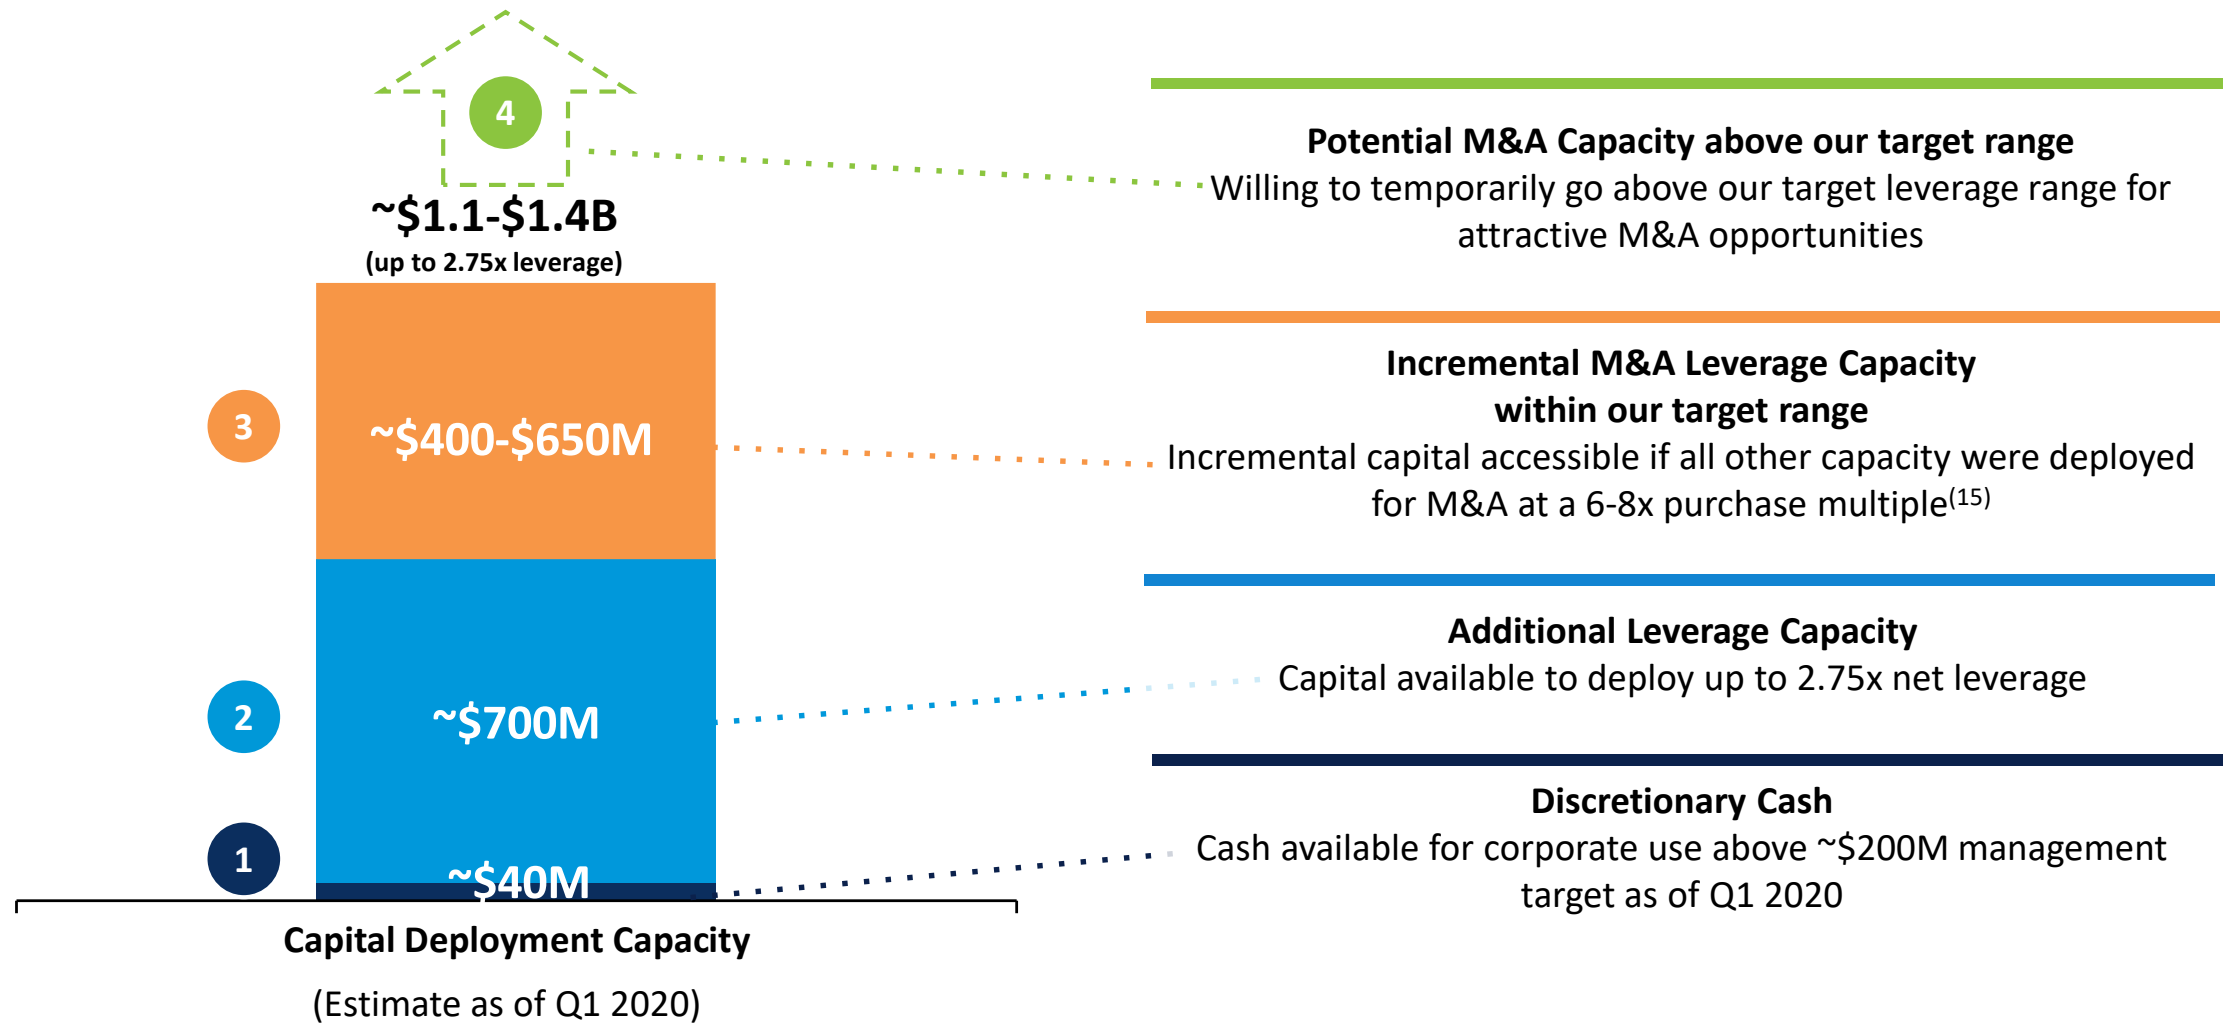 4
~$1.1-$1.4B
(up to 2.75x leverage)
3
~$400-$650M
2
~$700M
1
~$40M
Capital Deployment Capacity
(Estimate as of Q1 2020)
Potential M&A Capacity above our target range
Willing to temporarily go above our target leverage range for
attractive M&A opportunities
Incremental M&A Leverage Capacity
within our target range
Incremental capital accessible if all other capacity were deployed
for M&A at a 6-8x purchase multiple(15)
Additional Leverage Capacity
Capital available to deploy up to 2.75x net leverage
Discretionary Cash
Cash available for corporate use above ~$200M management
target as of Q1 2020